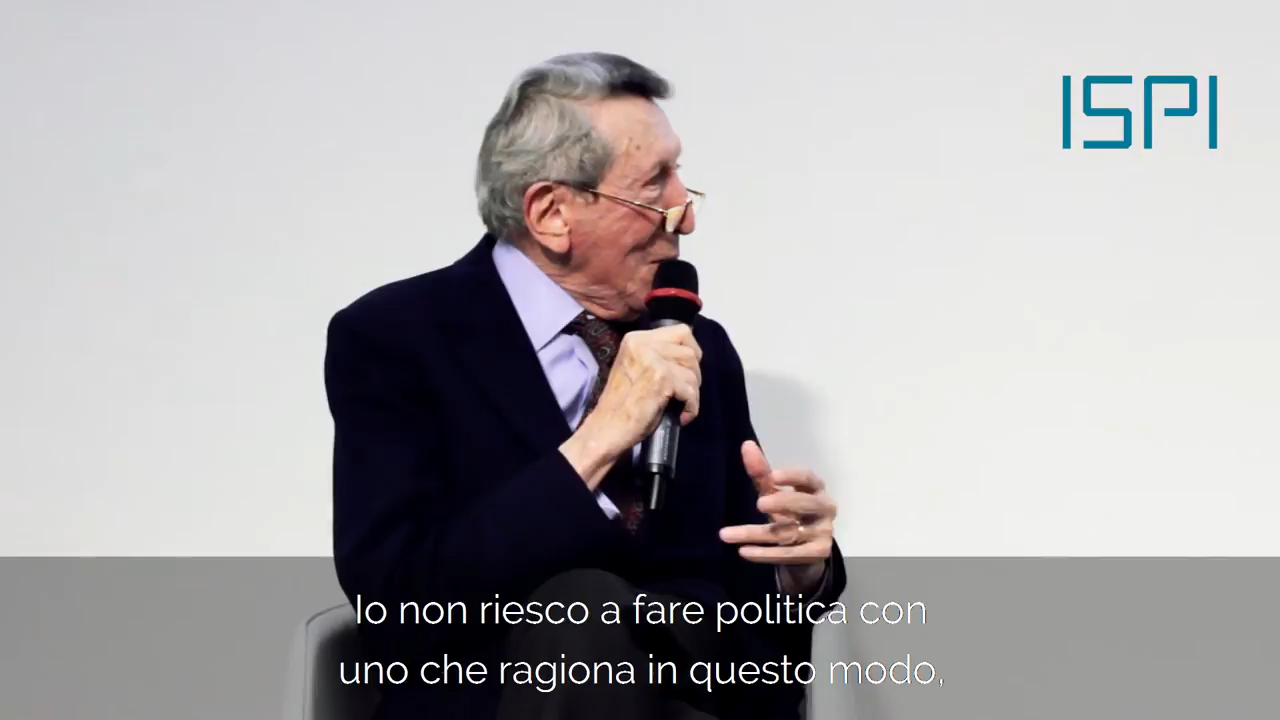 ISPI
Io non riesco a fare politica con
uno che ragiona in questo modo,